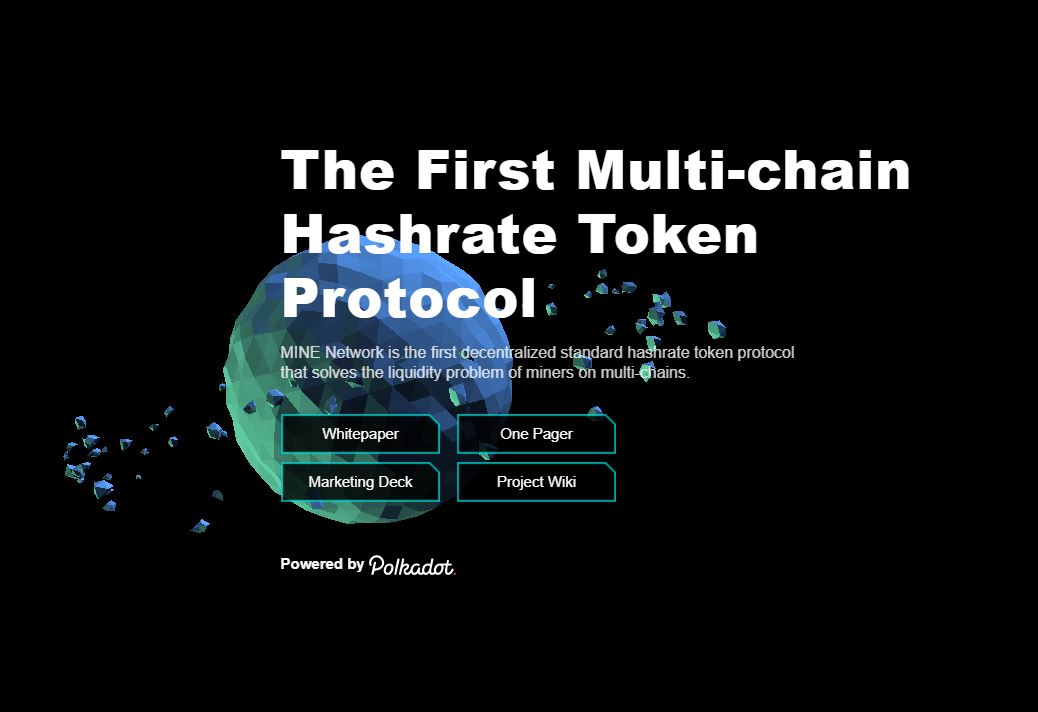 The First Multi-chain
Hashrate Token
Protocol
MINE Network is the first decentralized standard hashrate token protocol
that solves the liquidity problem of miners on multi-chains.
Whitepaper
One Pager
Marketing Deck
Project Wiki
Powered by Polkadot.